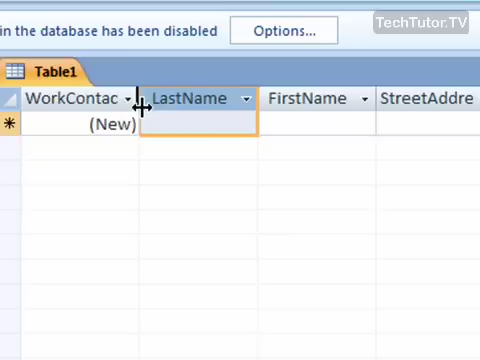 TechTutor.TV
in the database has been disabled Options...
Table1
WorkContac LastName FirstName StreetAddre
(New)